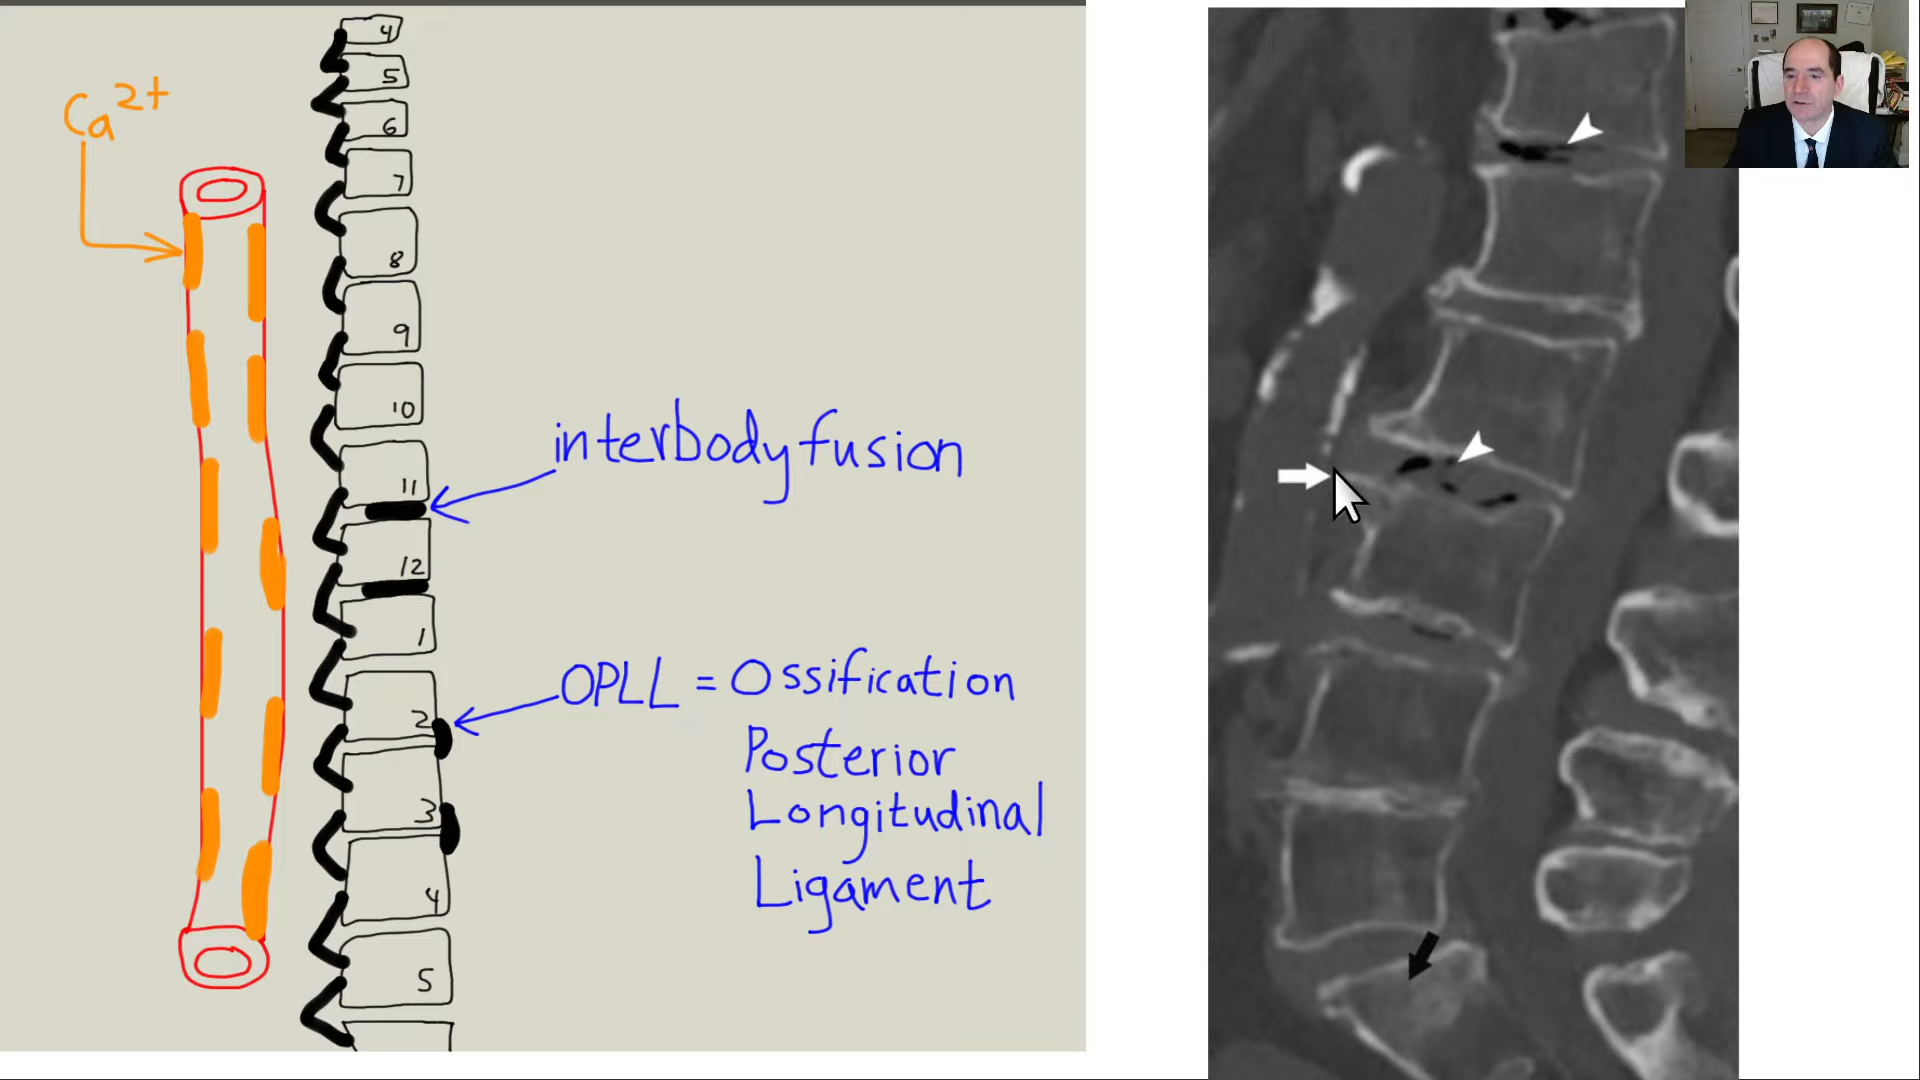 Ca2+
4
5
6
7
8
9
10
11
12
1
2
3
4
5
interbody fusion
OPLL = Ossification
Posterior
Longitudinal
Ligament